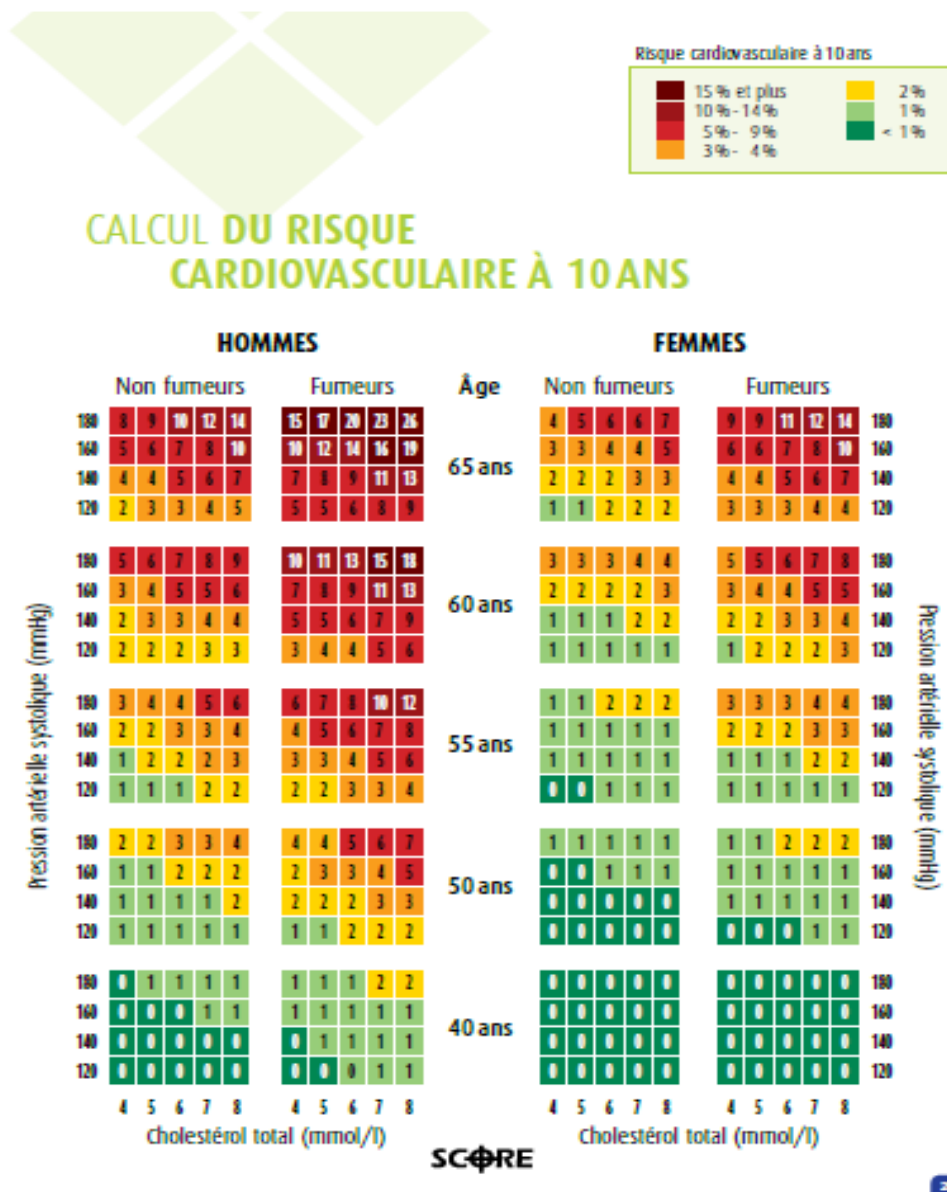 Risque cardiovasculaire à 10 ans
15 % et plus 2 %
10 % - 14 % 1 %
5 % - 9 % < 1 %
3 % - 4 %
CALCUL DU RISQUE
CARDIOVASCULAIRE À 10 ANS
HOMMES FEMMES
Non fumeurs Fumeurs Âge Non fumeurs Fumeurs
180 8 9 10 12 14 15 17 20 23 26 4 5 6 6 7 9 9 11 12 14 180
160 5 6 7 8 10 10 12 14 16 19 3 3 4 4 5 6 6 7 8 10 160
65 ans
140 4 4 5 6 7 7 8 9 11 13 2 2 2 3 3 4 4 5 6 7 140
120 2 3 3 4 5 5 5 6 8 9 1 1 2 2 2 3 3 3 4 4 120
180 5 6 7 8 9 10 11 13 15 18 3 3 3 4 4 5 5 6 7 8 180
160 3 4 5 5 6 7 8 9 11 13 2 2 2 2 3 3 4 4 5 5 160
60 ans
140 2 3 3 4 4 5 5 6 7 9 1 1 1 2 2 2 2 3 3 4 140
120 2 2 2 3 3 3 4 4 5 6 1 1 1 1 1 1 2 2 2 3 120
180 3 4 4 5 6 6 7 8 10 12 1 1 2 2 2 3 3 3 4 4 180
160 2 2 3 3 4 4 5 6 7 8 1 1 1 1 1 2 2 2 3 3 160
55 ans
140 1 2 2 2 3 3 3 4 5 6 1 1 1 1 1 1 1 1 2 2 140
120 1 1 1 2 2 2 2 3 3 4 0 0 1 1 1 1 1 1 1 1 120
180 2 2 3 3 4 4 4 5 6 7 1 1 1 1 1 1 1 2 2 2 180
160 1 1 2 2 2 2 3 3 4 5 0 0 1 1 1 1 1 1 1 1 160
50 ans
140 1 1 1 1 2 2 2 2 3 3 0 0 0 0 0 1 1 1 1 1 140
120 1 1 1 1 1 1 1 2 2 2 0 0 0 0 0 0 0 0 1 1 120
180 0 1 1 1 1 1 1 1 2 2 0 0 0 0 0 0 0 0 0 0 180
160 0 0 0 1 1 1 1 1 1 1 0 0 0 0 0 0 0 0 0 0 160
40 ans
140 0 0 0 0 0 0 1 1 1 1 0 0 0 0 0 0 0 0 0 0 140
120 0 0 0 0 0 0 0 0 1 1 0 0 0 0 0 0 0 0 0 0 120
4 5 6 7 8 4 5 6 7 8 4 5 6 7 8 4 5 6 7 8
Cholestérol total (mmol/l) Cholestérol total (mmol/l)
Pression artérielle systolique (mmHg)
Pression artérielle systolique (mmHg)
SCORE